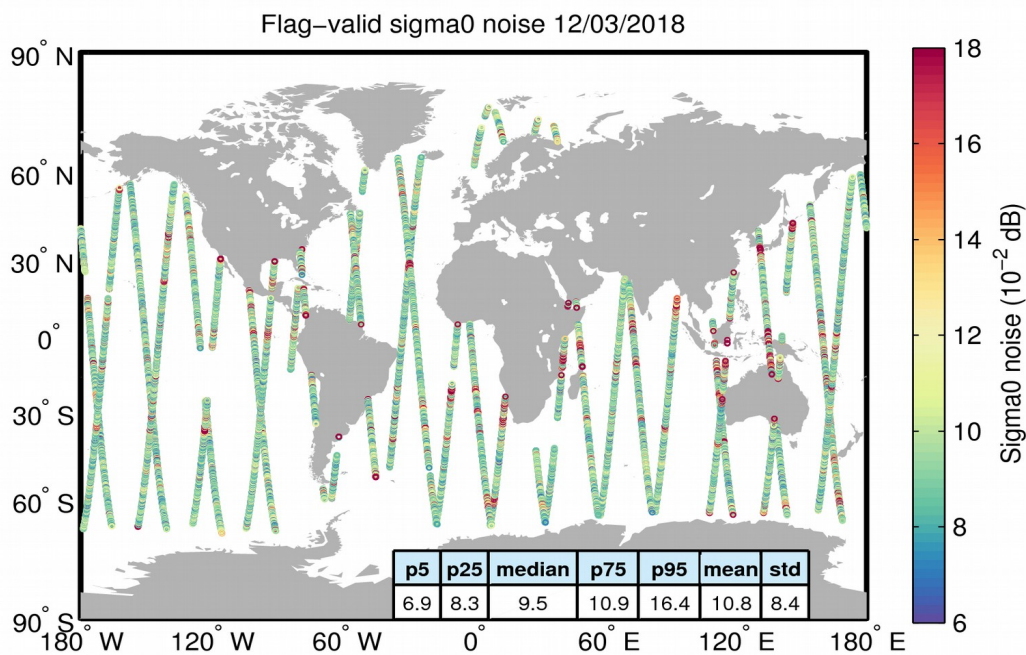 Flag−valid sigma0 noise 12/03/2018
90° N
60° N
30° N
0°
30° S
60° S
90° S
180° W
120° W
60° W
0°
60° E
120° E
180° E
p5 p25 median p75 p95 mean std
6.9 8.3 9.5 10.9 16.4 10.8 8.4
18
16
14
12
10
8
6
Sigma0 noise (10⁻² dB)